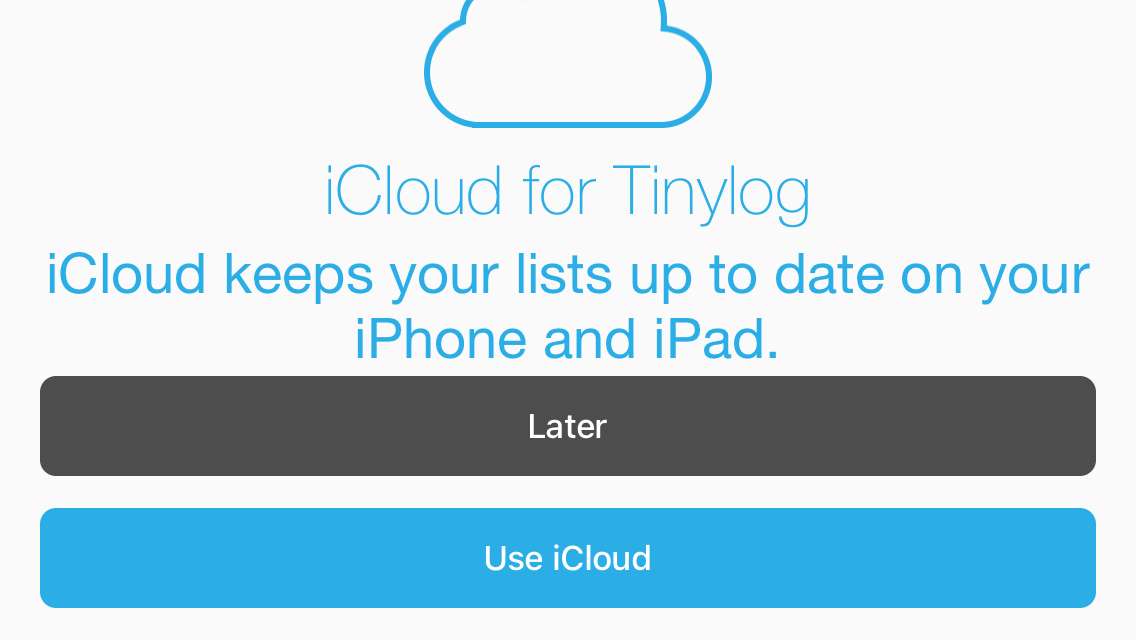 iCloud for Tinylog
iCloud keeps your lists up to date on your
iPhone and iPad.
Later
Use iCloud